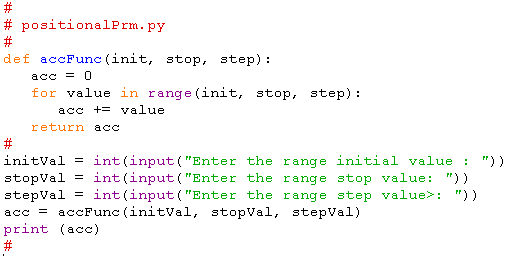 #
# positionalPrm.py
#
def accFunc(init, stop, step):
    acc = 0
    for value in range(init, stop, step):
        acc += value
    return acc
#
initVal = int(input("Enter the range initial value : "))
stopVal = int(input("Enter the range stop value: "))
stepVal = int(input("Enter the range step value>: "))
acc = accFunc(initVal, stopVal, stepVal)
print (acc)
#